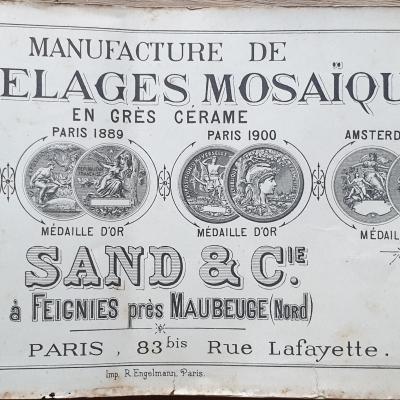 MANUFACTURE DE
ELAGES MOSAÏQU
EN GRÈS CÉRAME
PARIS 1889 PARIS 1900 AMSTERD
MÉDAILLE D'OR MÉDAILLE D'OR MÉDAIL
SAND & CIE
à FEIGNIES près MAUBEUGE (Nord)
PARIS, 83bis Rue Lafayette.
Imp. R. Engelmann, Paris.